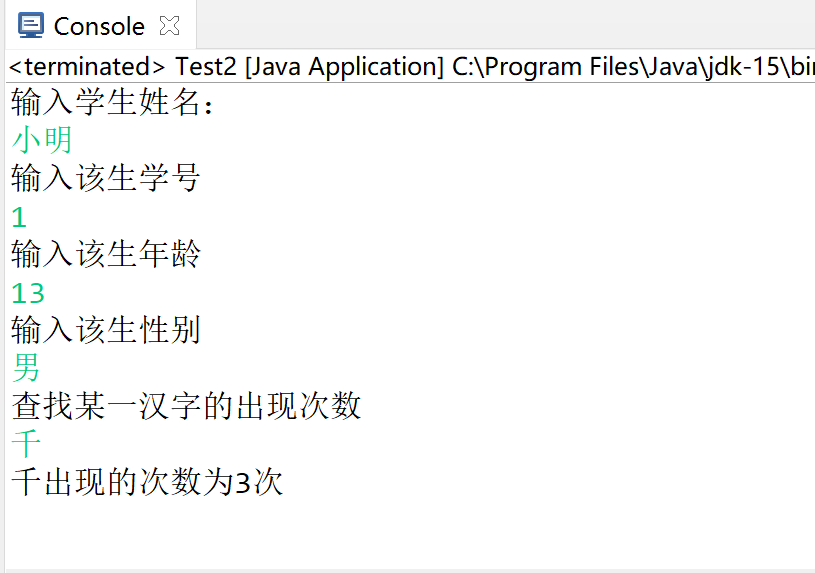 Console
<terminated> Test2 [Java Application] C:\Program Files\Java\jdk-15\bin
输入学生姓名：
小明
输入该生学号
1
输入该生年龄
13
输入该生性别
男
查找某一汉字的出现次数
千
千出现的次数为3次